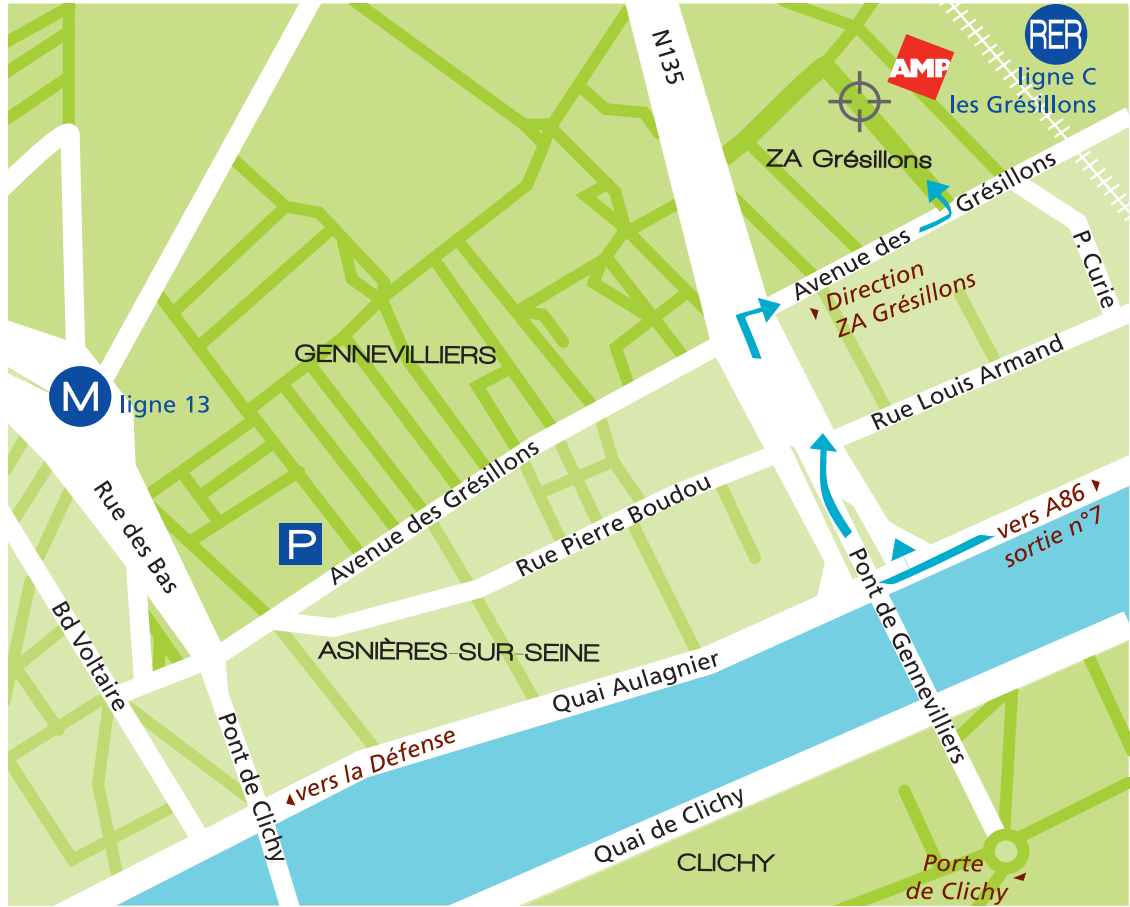 N135
AMP
RER
ligne C
les Grésillons
ZA Grésillons
Avenue des Grésillons
Direction
ZA Grésillons
P. Curie
GENNEVILLIERS
M
ligne 13
Rue Louis Armand
Rue des Bas
P
Avenue des Grésillons
Rue Pierre Boudou
vers A86
sortie n°7
Bd Voltaire
ASNIÈRES-SUR-SEINE
Quai Aulagnier
Pont de Gennevilliers
Pont de Clichy
vers la Défense
Quai de Clichy
CLICHY
Porte
de Clichy